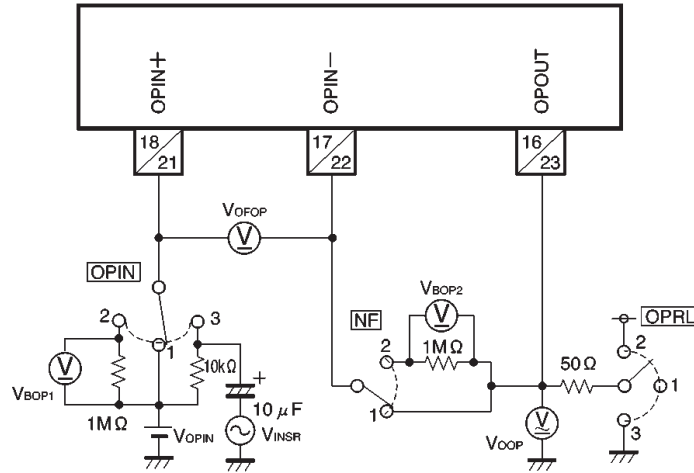 OPIN+
OPIN−
OPOUT
18
21
17
22
16
23
VOFOP
OPIN
2
3
1
VBOP1
1MΩ
10kΩ
+
10 μF
VOPIN
VINSR
NF
VBOP2
2
1MΩ
1
50Ω
VOOP
OPRL
2
1
3
V
V
V
V